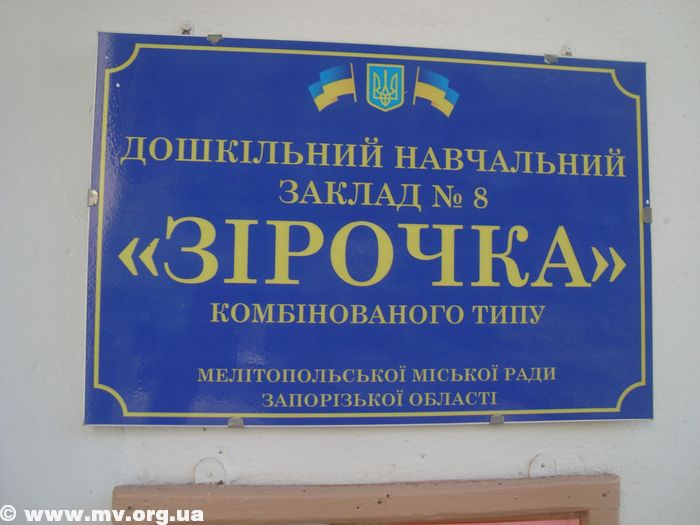 ДОШКІЛЬНИЙ НАВЧАЛЬНИЙ
ЗАКЛАД № 8
«ЗІРОЧКА»
КОМБІНОВАНОГО ТИПУ
МЕЛІТОПОЛЬСЬКОЇ МІСЬКОЇ РАДИ
ЗАПОРІЗЬКОЇ ОБЛАСТІ
© www.mv.org.ua